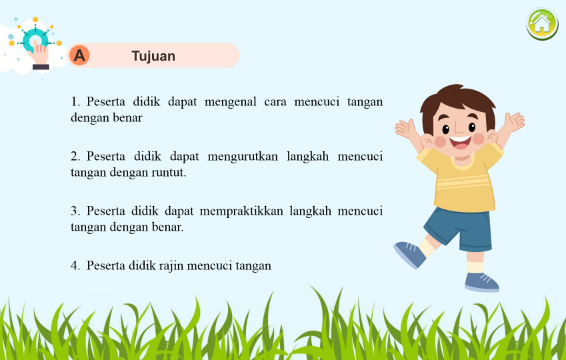 A Tujuan
1. Peserta didik dapat mengenal cara mencuci tangan
dengan benar
2. Peserta didik dapat mengurutkan langkah mencuci
tangan dengan runtut.
3. Peserta didik dapat mempraktikkan langkah mencuci
tangan dengan benar.
4. Peserta didik rajin mencuci tangan